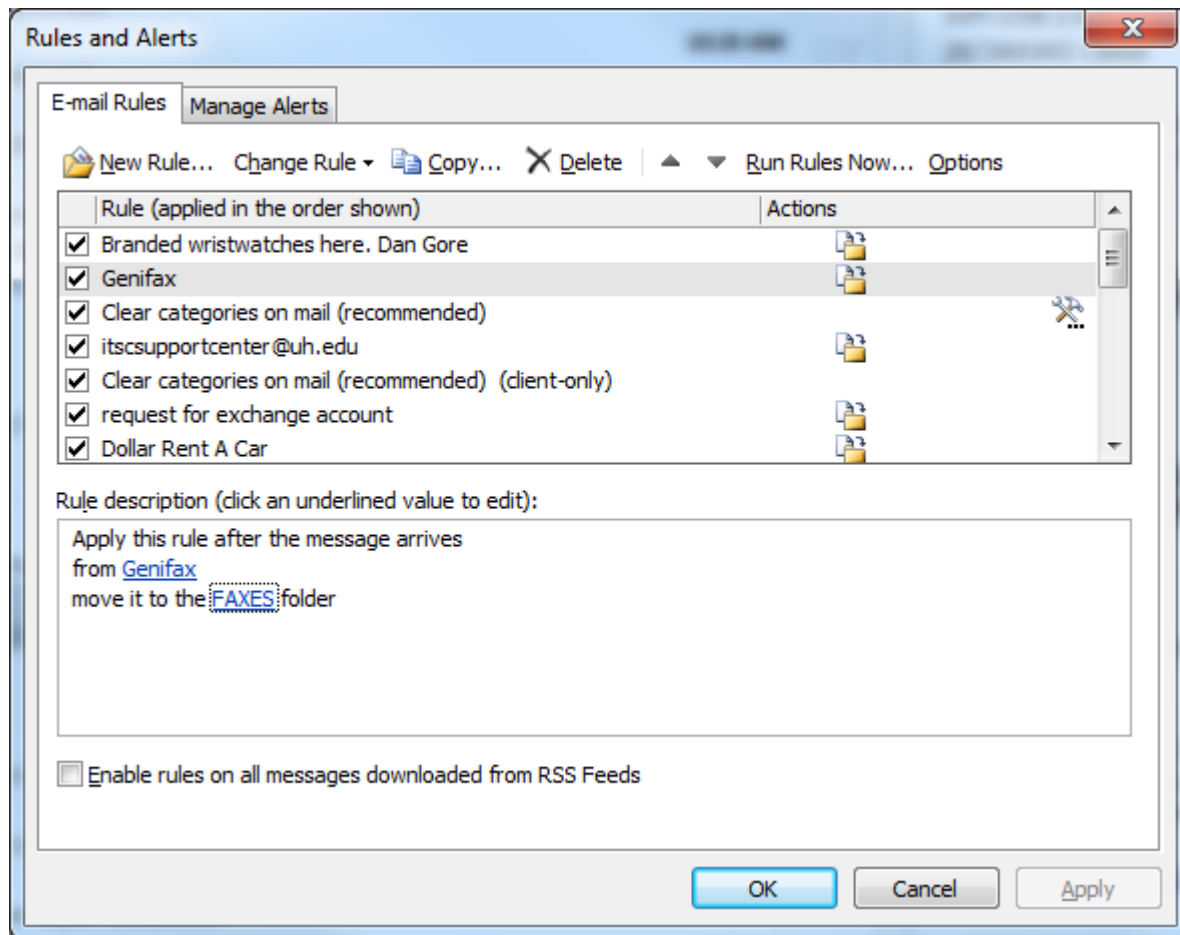 Rules and Alerts
E-mail Rules Manage Alerts
New Rule... Change Rule Copy... Delete Run Rules Now... Options
Rule (applied in the order shown) Actions
Branded wristwatches here. Dan Gore
Genifax
Clear categories on mail (recommended)
itscsupportcenter@uh.edu
Clear categories on mail (recommended) (client-only)
request for exchange account
Dollar Rent A Car
Rule description (click an underlined value to edit):
Apply this rule after the message arrives
from Genifax
move it to the FAXES folder
Enable rules on all messages downloaded from RSS Feeds
OK Cancel Apply